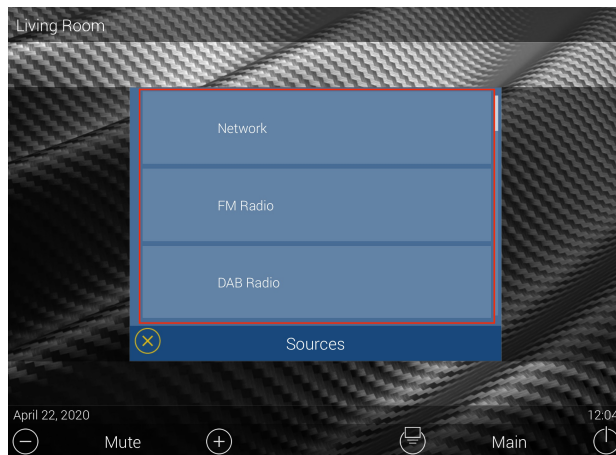 Living Room
Network
FM Radio
DAB Radio
Sources
April 22, 2020 12:04
Mute Main